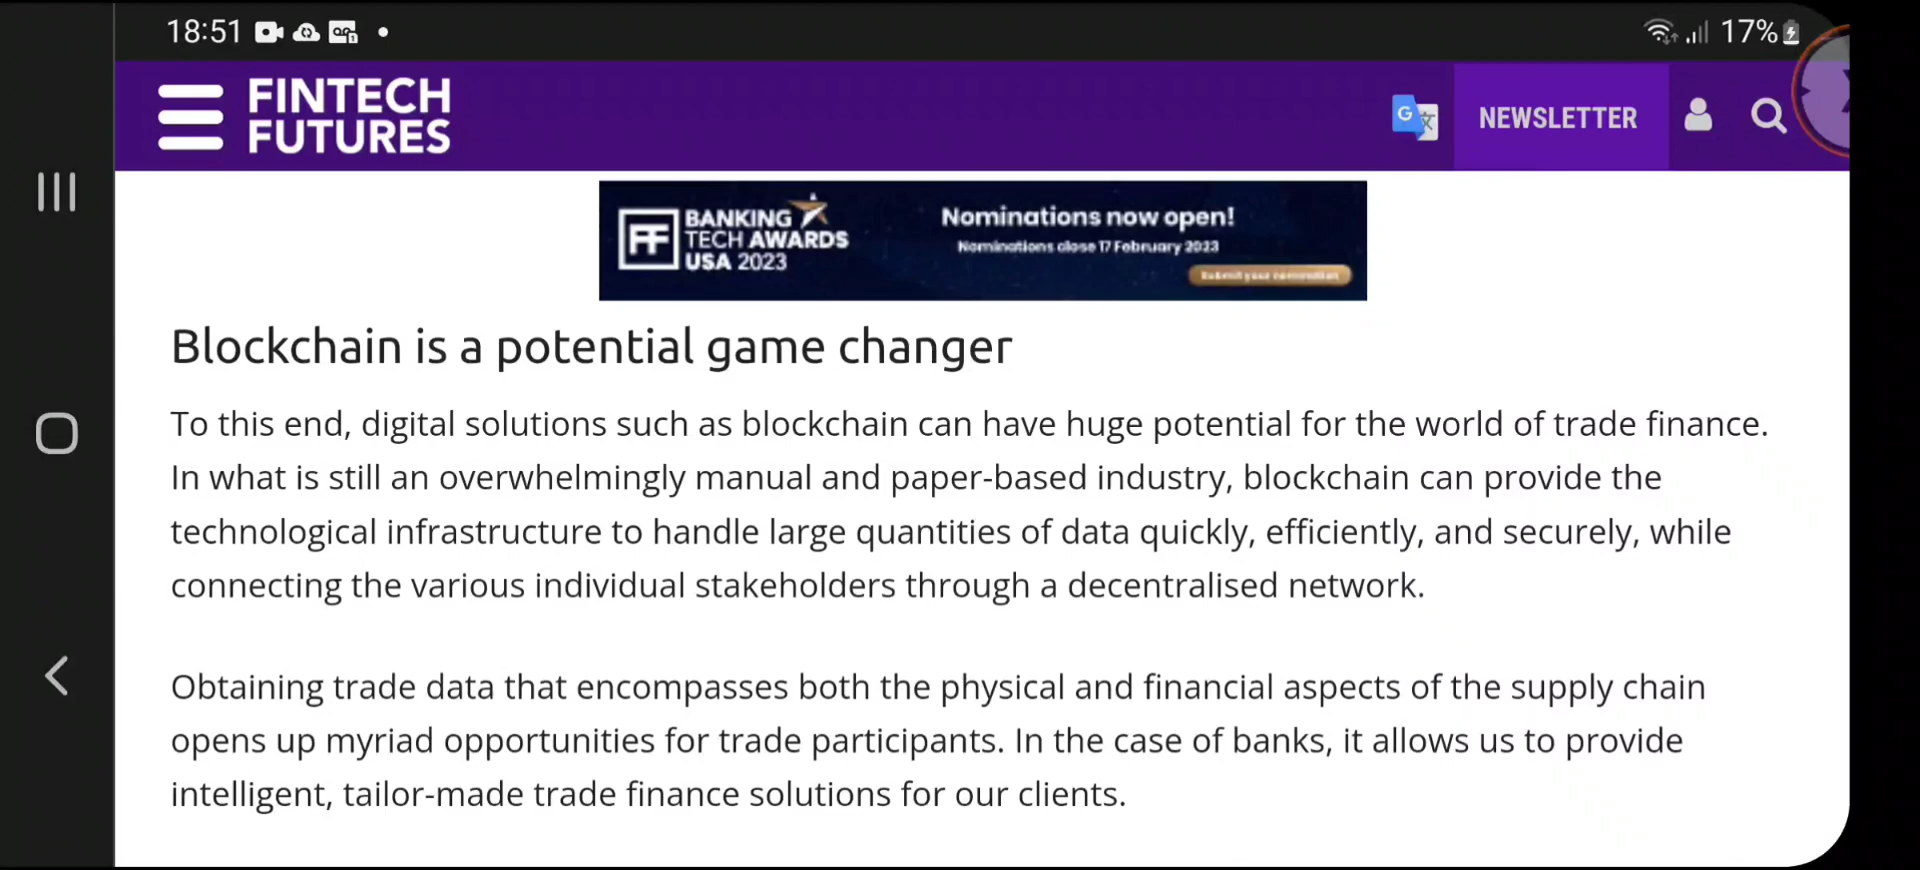 18:51
17%
FINTECH
FUTURES
NEWSLETTER
BANKING
TECH AWARDS
USA 2023
Nominations now open!
Nominations close 17 February 2023
Submit your nomination
Blockchain is a potential game changer
To this end, digital solutions such as blockchain can have huge potential for the world of trade finance.
In what is still an overwhelmingly manual and paper-based industry, blockchain can provide the
technological infrastructure to handle large quantities of data quickly, efficiently, and securely, while
connecting the various individual stakeholders through a decentralised network.
Obtaining trade data that encompasses both the physical and financial aspects of the supply chain
opens up myriad opportunities for trade participants. In the case of banks, it allows us to provide
intelligent, tailor-made trade finance solutions for our clients.